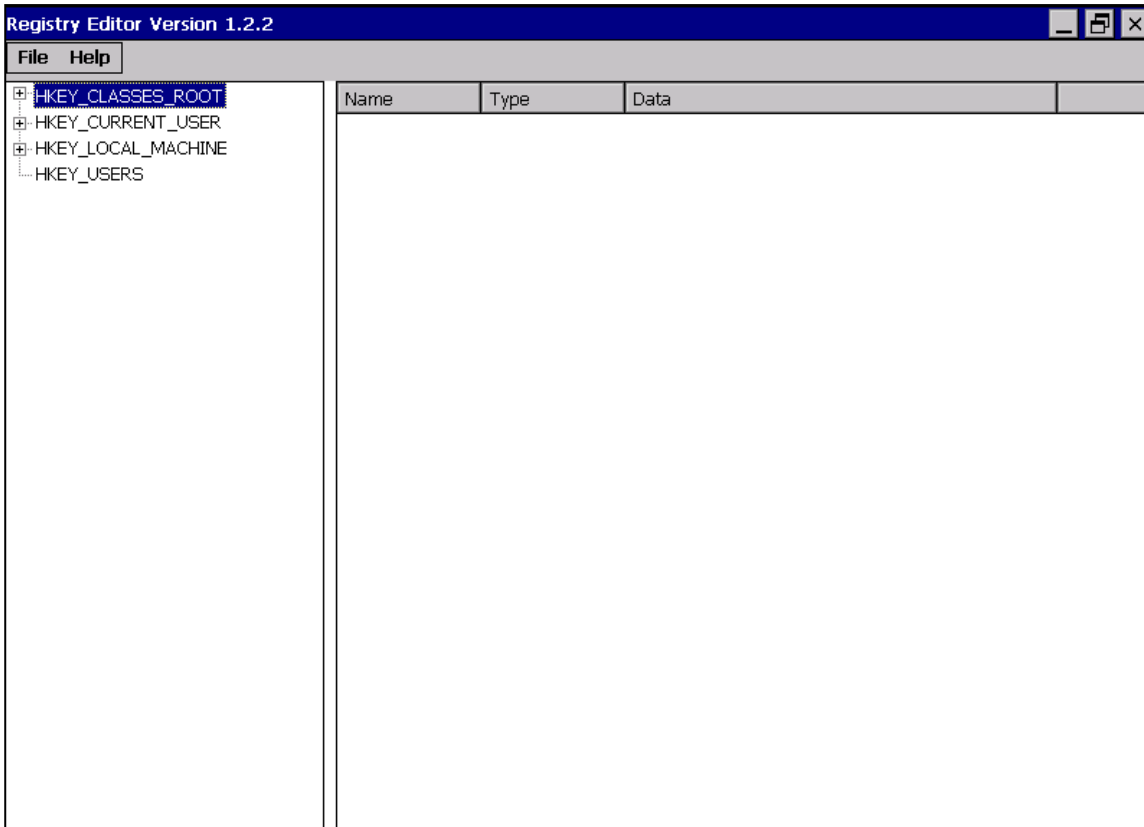 Registry Editor Version 1.2.2
File Help
HKEY_CLASSES_ROOT
HKEY_CURRENT_USER
HKEY_LOCAL_MACHINE
HKEY_USERS
Name Type Data